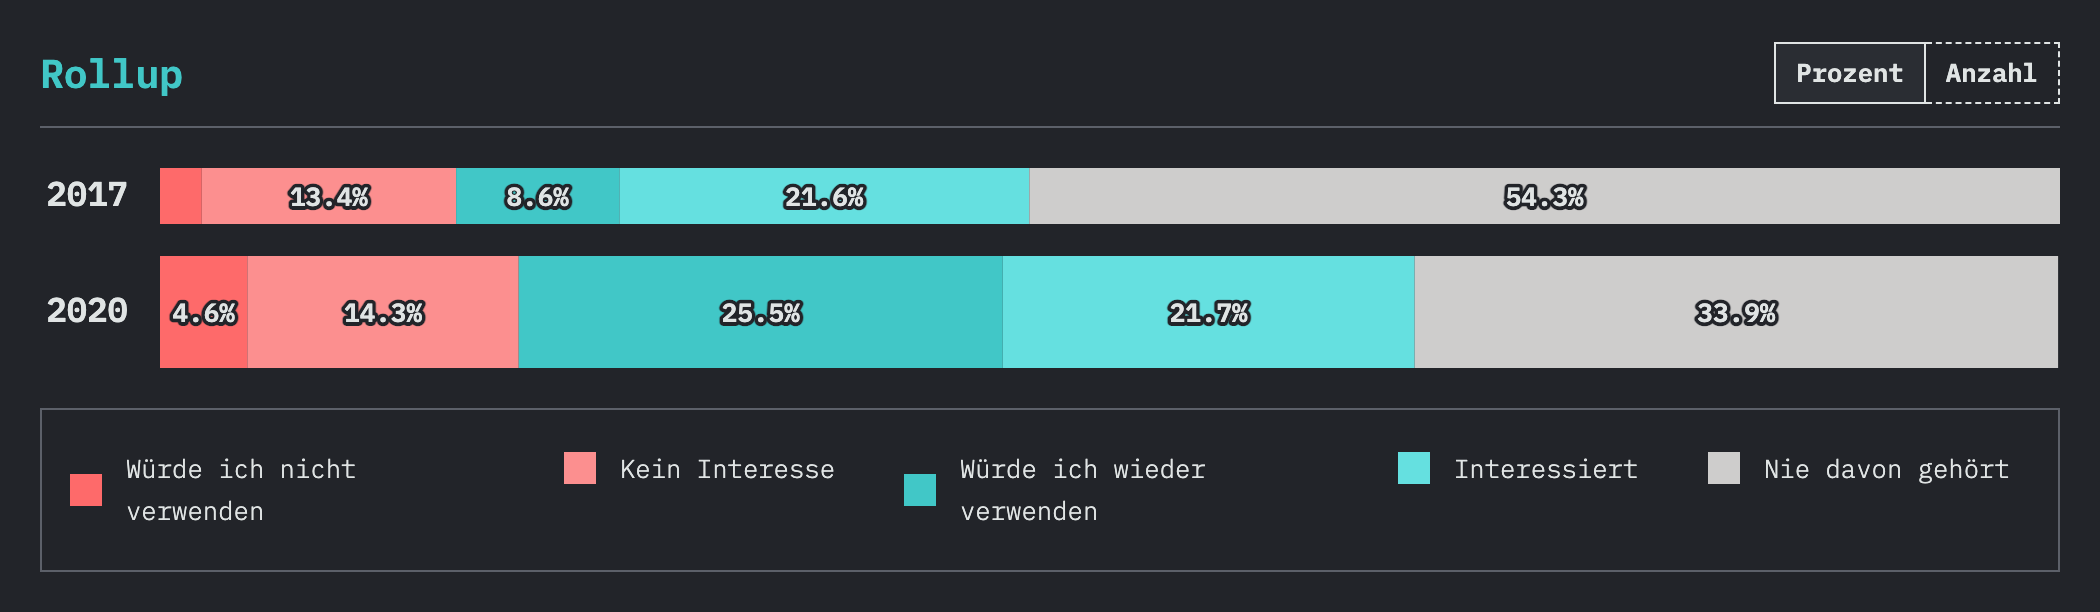 Rollup
Prozent Anzahl
2017 13.4% 8.6% 21.6% 54.3%
2020 4.6% 14.3% 25.5% 21.7% 33.9%
Würde ich nicht verwenden
Kein Interesse
Würde ich wieder verwenden
Interessiert
Nie davon gehört